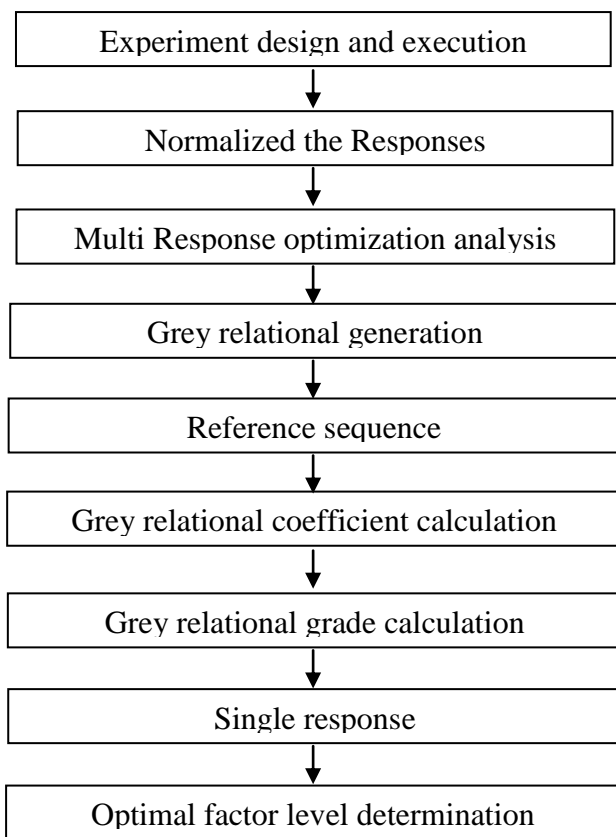 Experiment design and execution
Normalized the Responses
Multi Response optimization analysis
Grey relational generation
Reference sequence
Grey relational coefficient calculation
Grey relational grade calculation
Single response
Optimal factor level determination